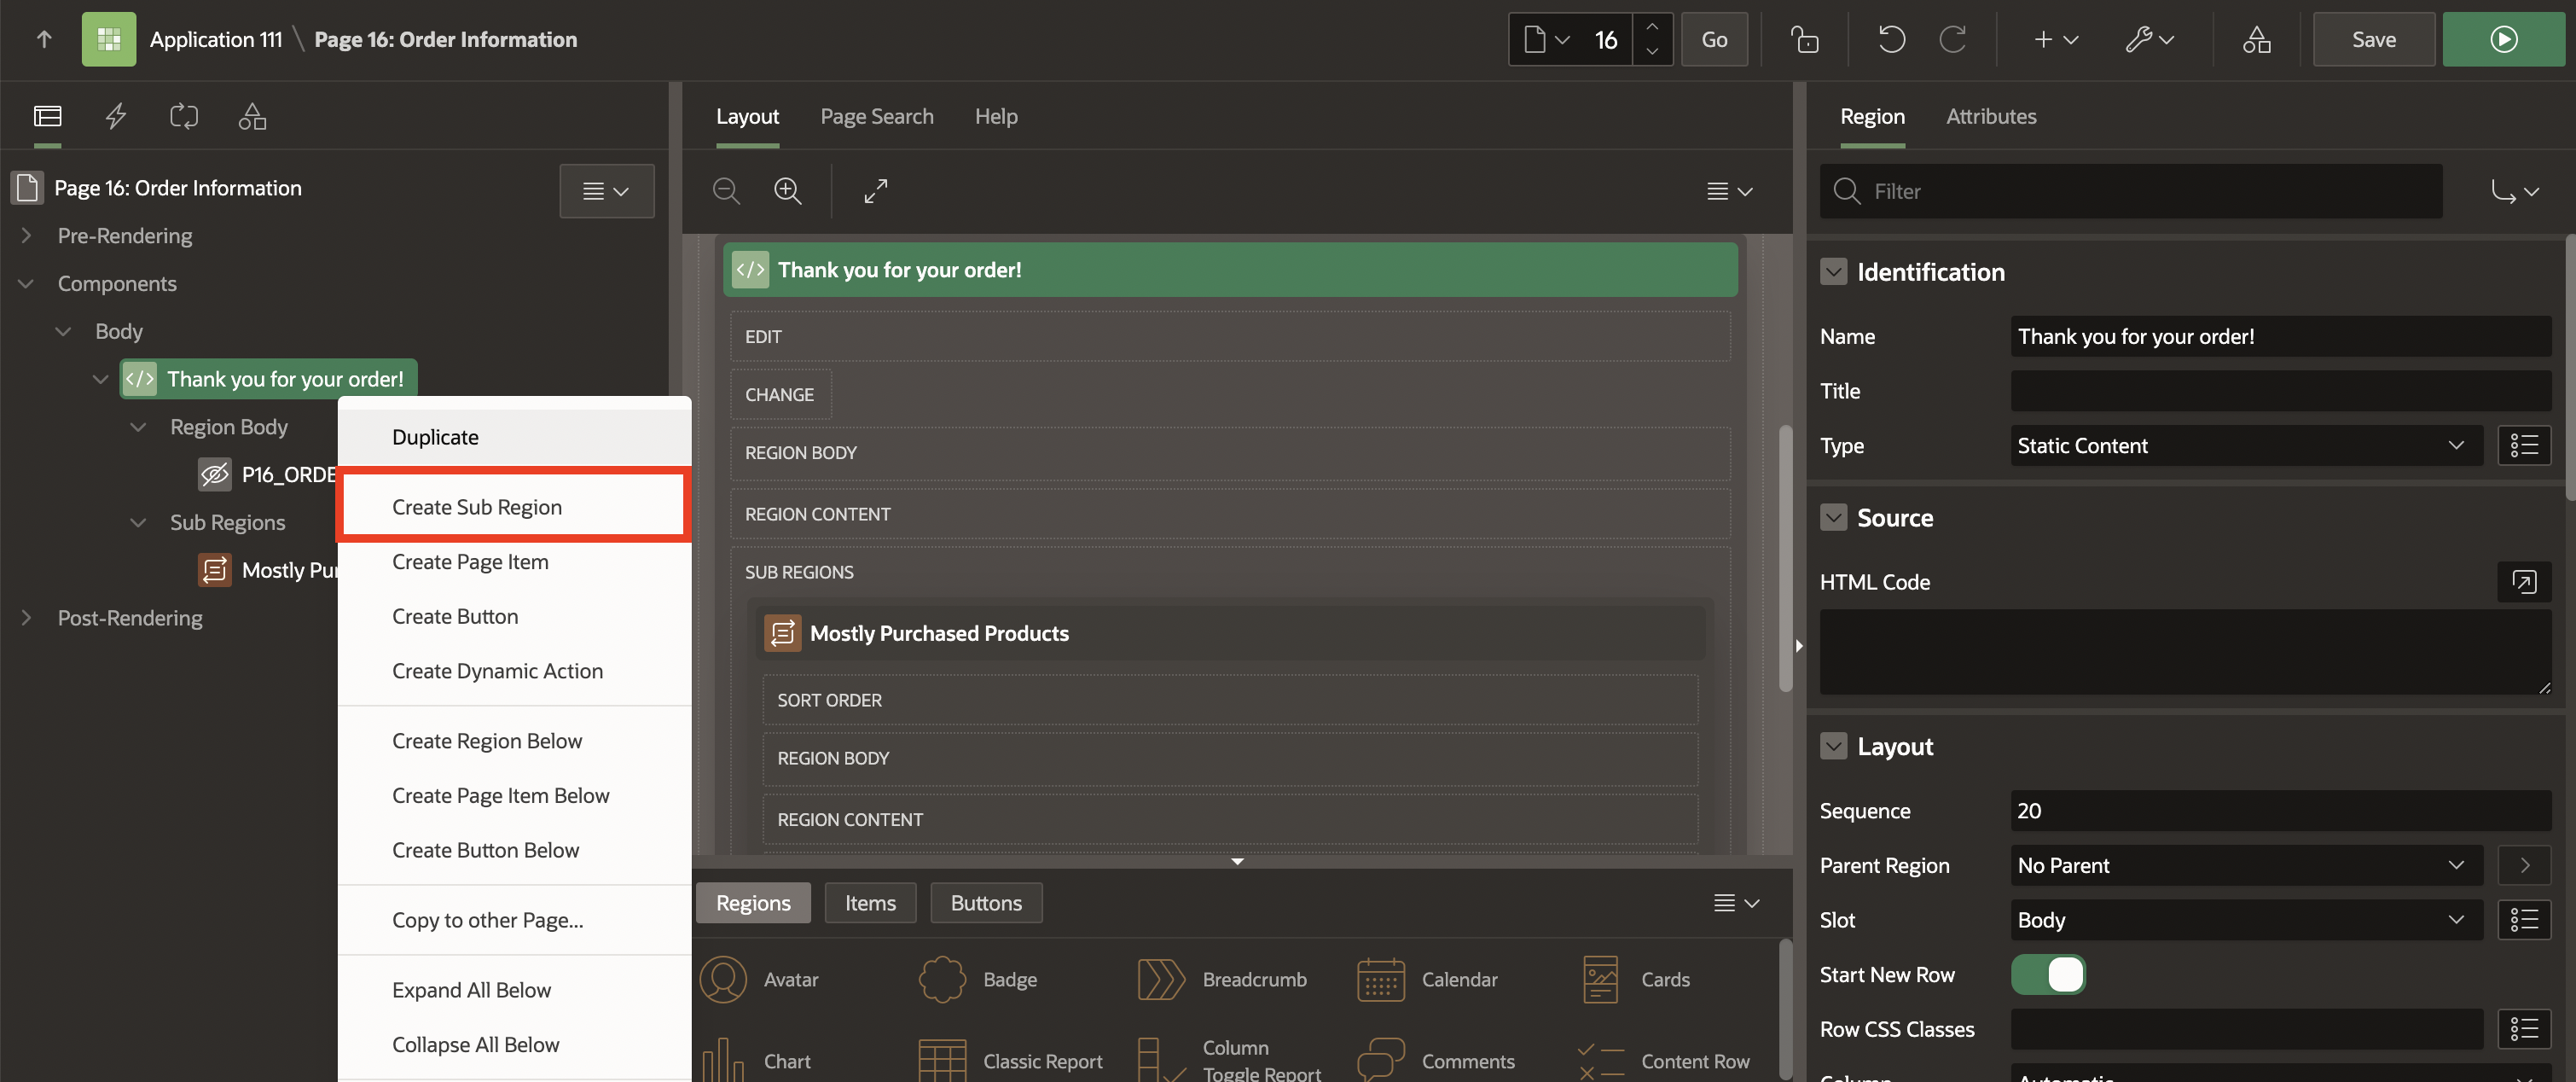 Application 111 \ Page 16: Order Information
16
Go
Save
Layout
Page Search
Help
Region
Attributes
Page 16: Order Information
Pre-Rendering
Components
Body
Thank you for your order!
Region Body
P16_ORDE
Sub Regions
Mostly Pur
Post-Rendering
Duplicate
Create Sub Region
Create Page Item
Create Button
Create Dynamic Action
Create Region Below
Create Page Item Below
Create Button Below
Copy to other Page...
Expand All Below
Collapse All Below
Thank you for your order!
EDIT
CHANGE
REGION BODY
REGION CONTENT
SUB REGIONS
Mostly Purchased Products
SORT ORDER
REGION BODY
REGION CONTENT
Regions
Items
Buttons
Avatar
Badge
Breadcrumb
Calendar
Cards
Chart
Classic Report
Column
Toggle Report
Comments
Content Row
Filter
Identification
Name
Thank you for your order!
Title
Type
Static Content
Source
HTML Code
Layout
Sequence
20
Parent Region
No Parent
Slot
Body
Start New Row
Row CSS Classes
Column
Automatic